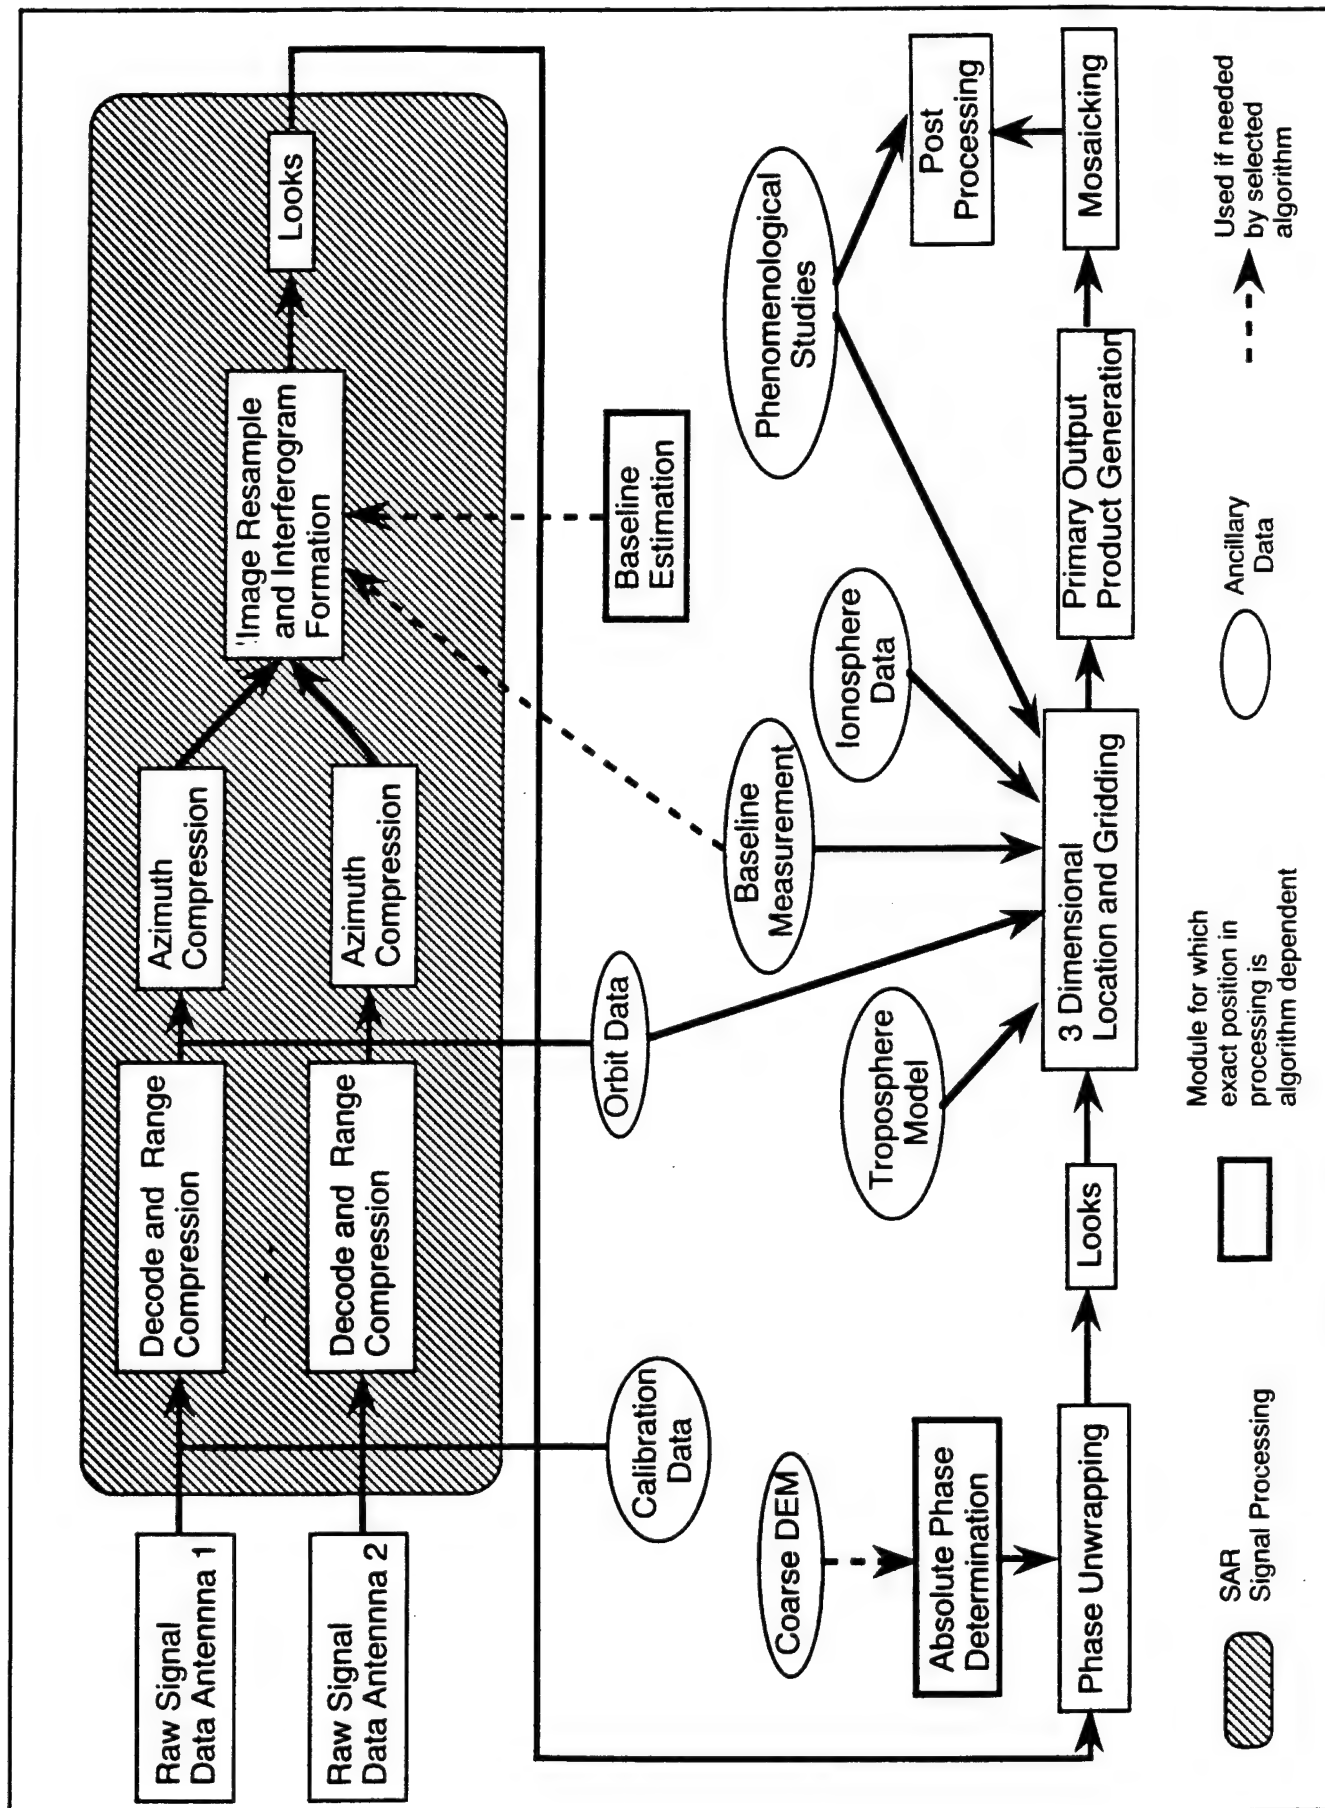 Raw Signal
Data Antenna 1
Raw Signal
Data Antennna 2
Decode and Range
Compression
Decode and Range
Compression
Azimuth
Compression
Azimuth
Compression
Image Resample
and Interferogram
Formation
Looks
Calibration
Data
Orbit Data
Baseline
Estimation
Coarse DEM
Absolute Phase
Determination
Troposphere
Model
Baseline
Measurement
Ionosphere
Data
Phenomenological
Studies
Post
Processing
Phase Unwrapping
Looks
3 Dimensional
Location and Gridding
Primary Output
Product Generation
Mosaicking
SAR
Signal Processing
Module for which
exact position in
processing is
algorithm dependent
Ancillary
Data
Used if needed
by selected
algorithm